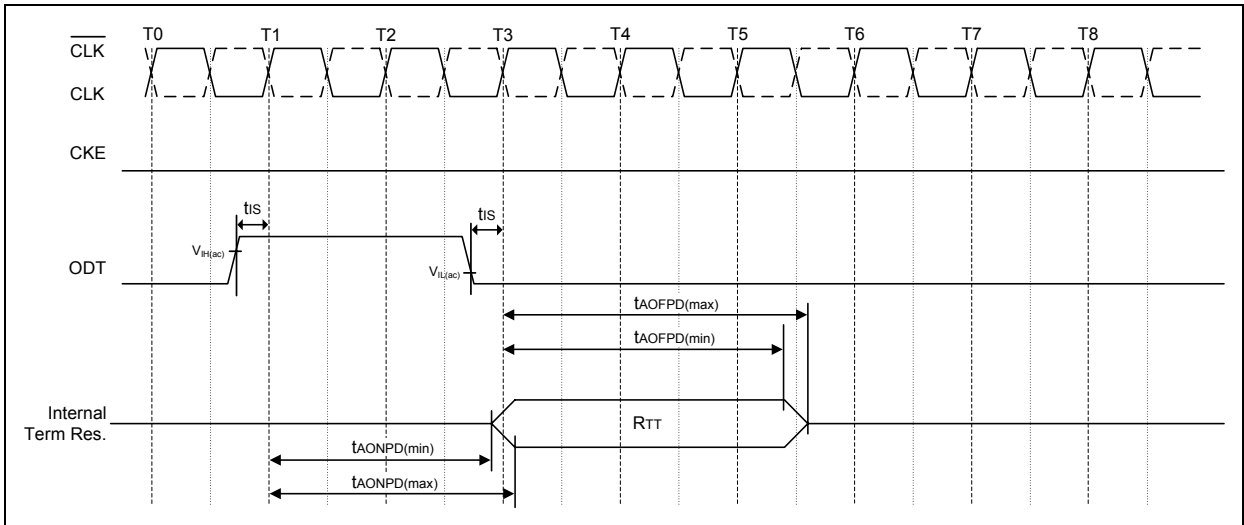 T0 T1 T2 T3 T4 T5 T6 T7 T8
CLK
CLK
CKE
tIS tIS
VIH(ac)
ODT
VIL(ac)
tAOFPD(max)
tAOFPD(min)
Internal
Term Res.
RTT
tAONPD(min)
tAONPD(max)